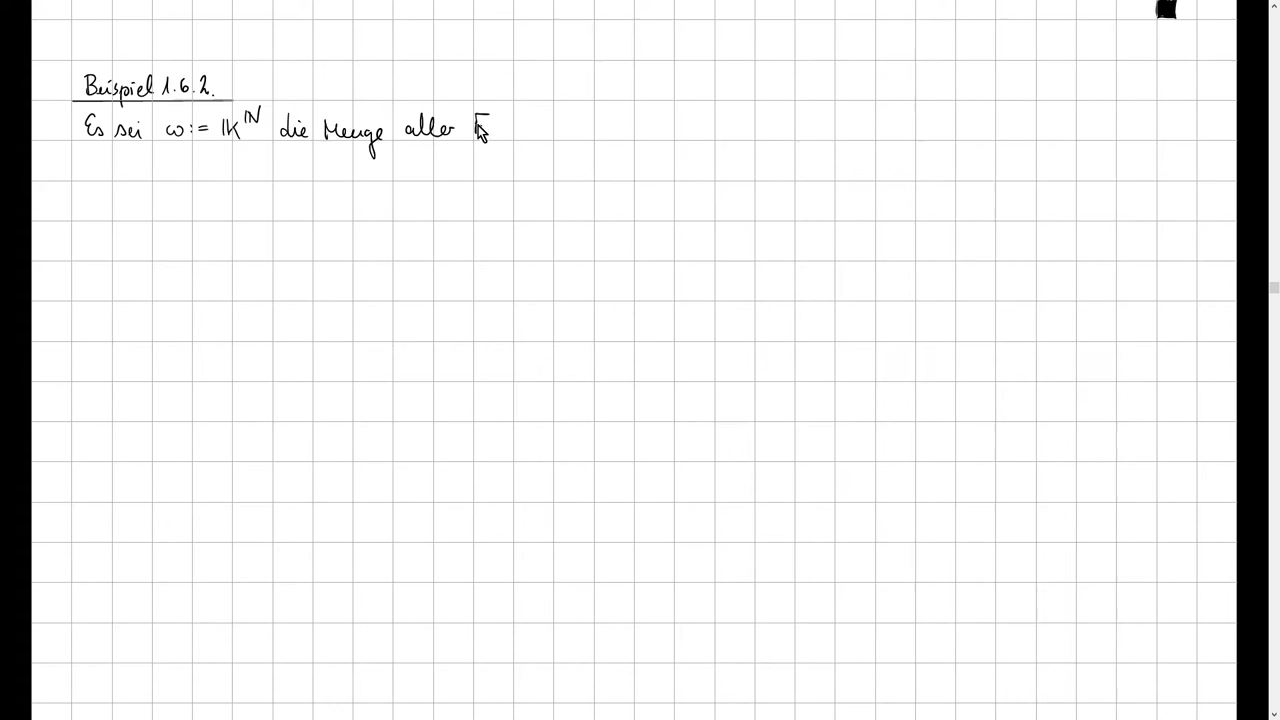 Beispiel 1.6.2.
Es sei ω := 𝕂^ℕ die Menge aller